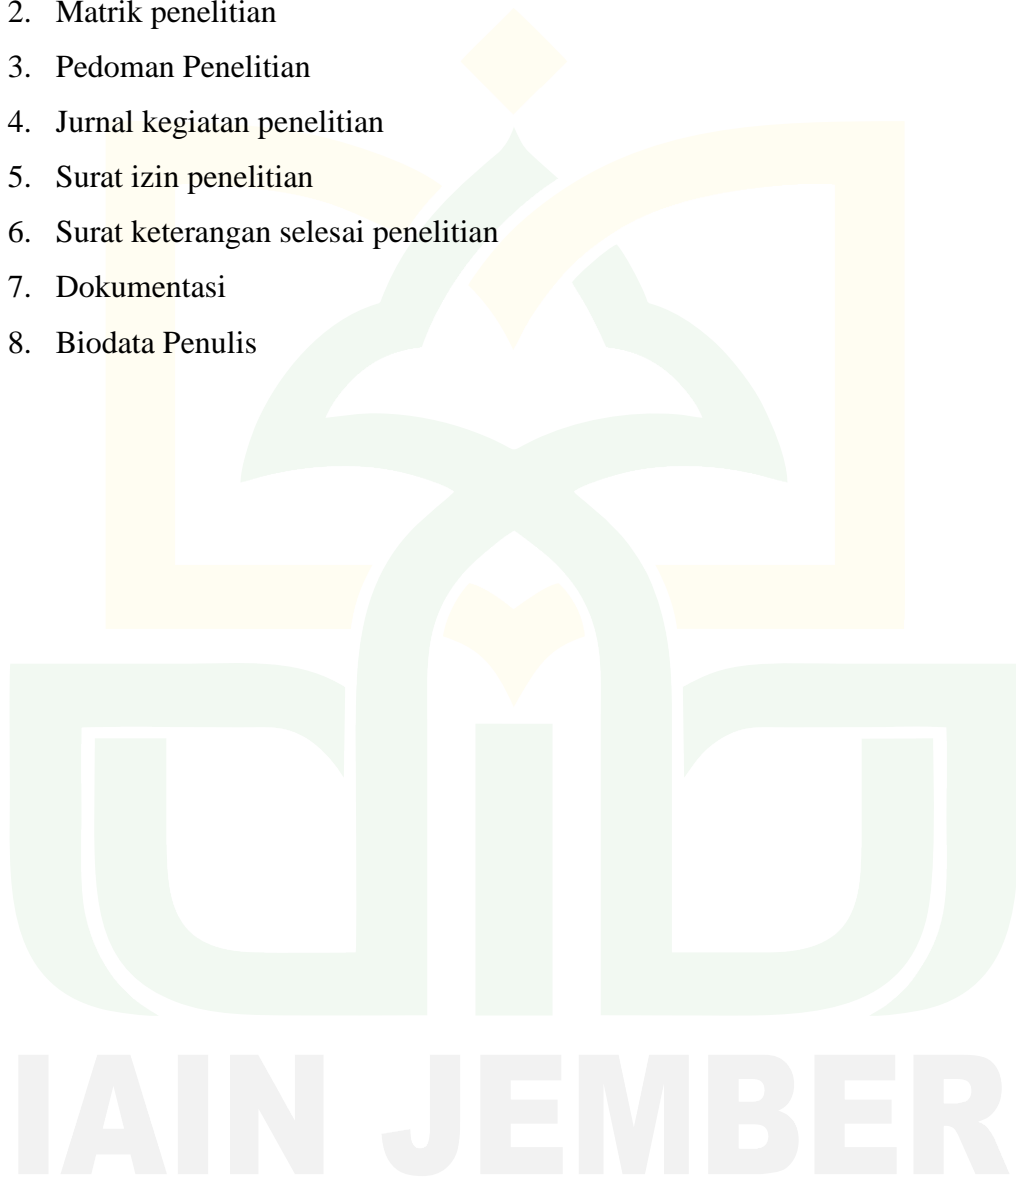 2. Matrik penelitian
3. Pedoman Penelitian
4. Jurnal kegiatan penelitian
5. Surat izin penelitian
6. Surat keterangan selesai penelitian
7. Dokumentasi
8. Biodata Penulis
IAIN JEMBER